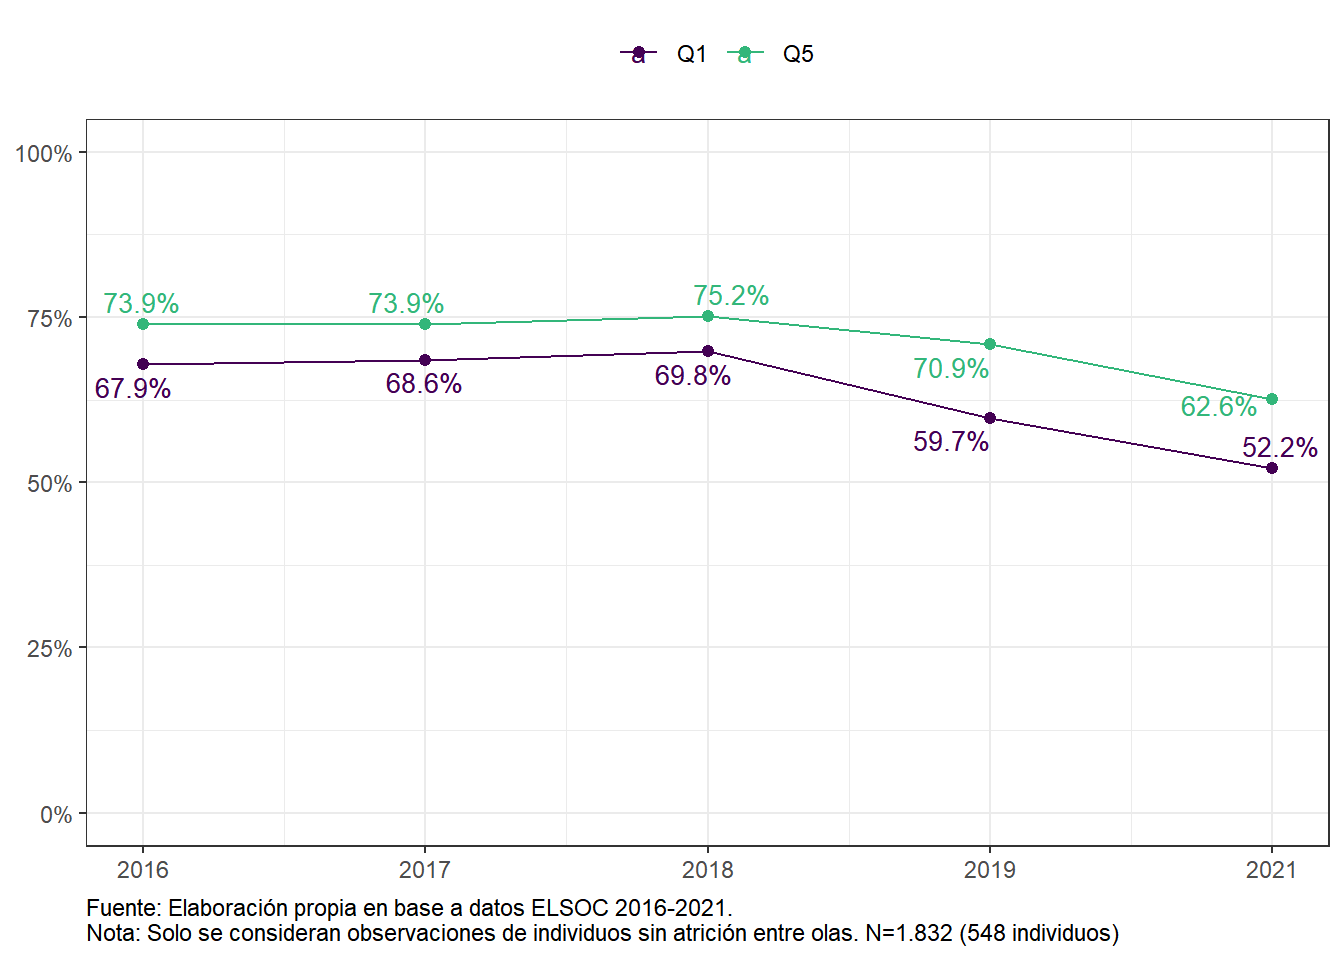 a Q1 a Q5
100%
75%
50%
25%
0%
73.9% 73.9% 75.2% 70.9% 62.6%
67.9% 68.6% 69.8% 59.7% 52.2%
2016 2017 2018 2019 2021
Fuente: Elaboración propia en base a datos ELSOC 2016-2021.
Nota: Solo se consideran observaciones de individuos sin atrición entre olas. N=1.832 (548 individuos)